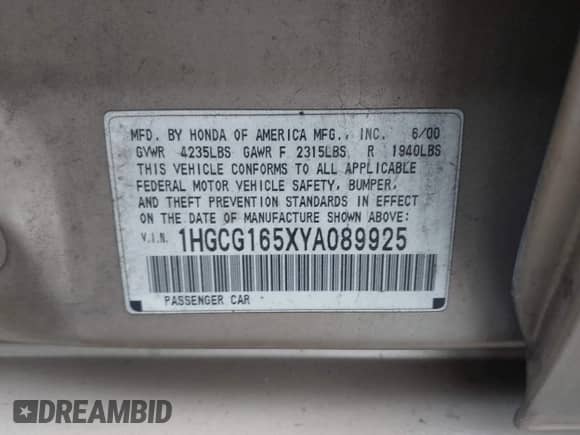 MFD. BY HONDA OF AMERICA MFG., INC. 6/00
GVWR 4235LBS GAWR F 2315LBS R 1940LBS
THIS VEHICLE CONFORMS TO ALL APPLICABLE
FEDERAL MOTOR VEHICLE SAFETY, BUMPER,
AND THEFT PREVENTION STANDARDS IN EFFECT
ON THE DATE OF MANUFACTURE SHOWN ABOVE:
V.I.N. 1HGCG165XYA089925
PASSENGER CAR
DREAMBID